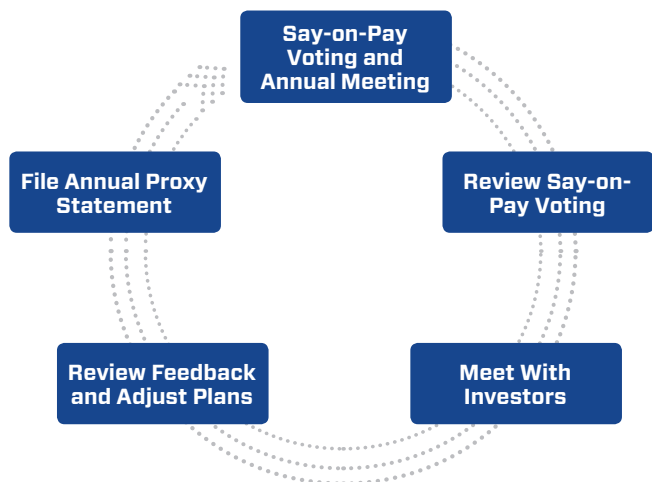 Say-on-Pay
Voting and
Annual Meeting
File Annual Proxy
Statement
Review Say-on-
Pay Voting
Review Feedback
and Adjust Plans
Meet With
Investors